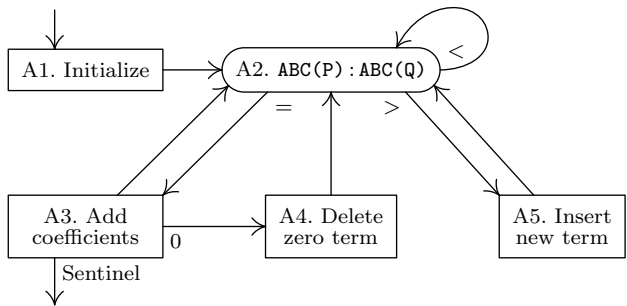 A1. Initialize
A2. ABC(P):ABC(Q)
<
=
>
A3. Add
coefficients
0
A4. Delete
zero term
A5. Insert
new term
Sentinel